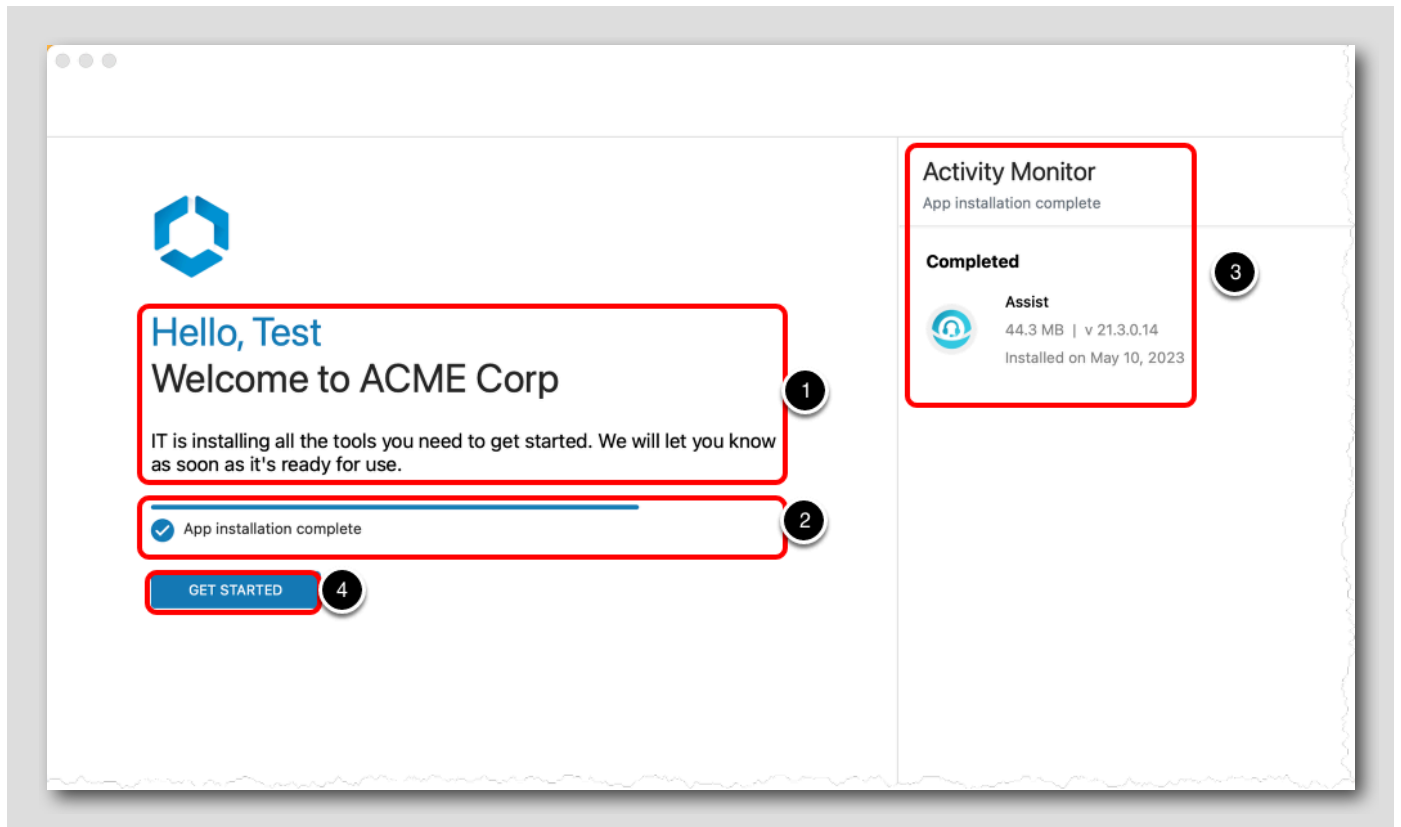 Hello, Test
Welcome to ACME Corp
IT is installing all the tools you need to get started. We will let you know
as soon as it's ready for use.
1
App installation complete
2
GET STARTED
4
Activity Monitor
App installation complete
Completed
Assist
44.3 MB | v 21.3.0.14
Installed on May 10, 2023
3